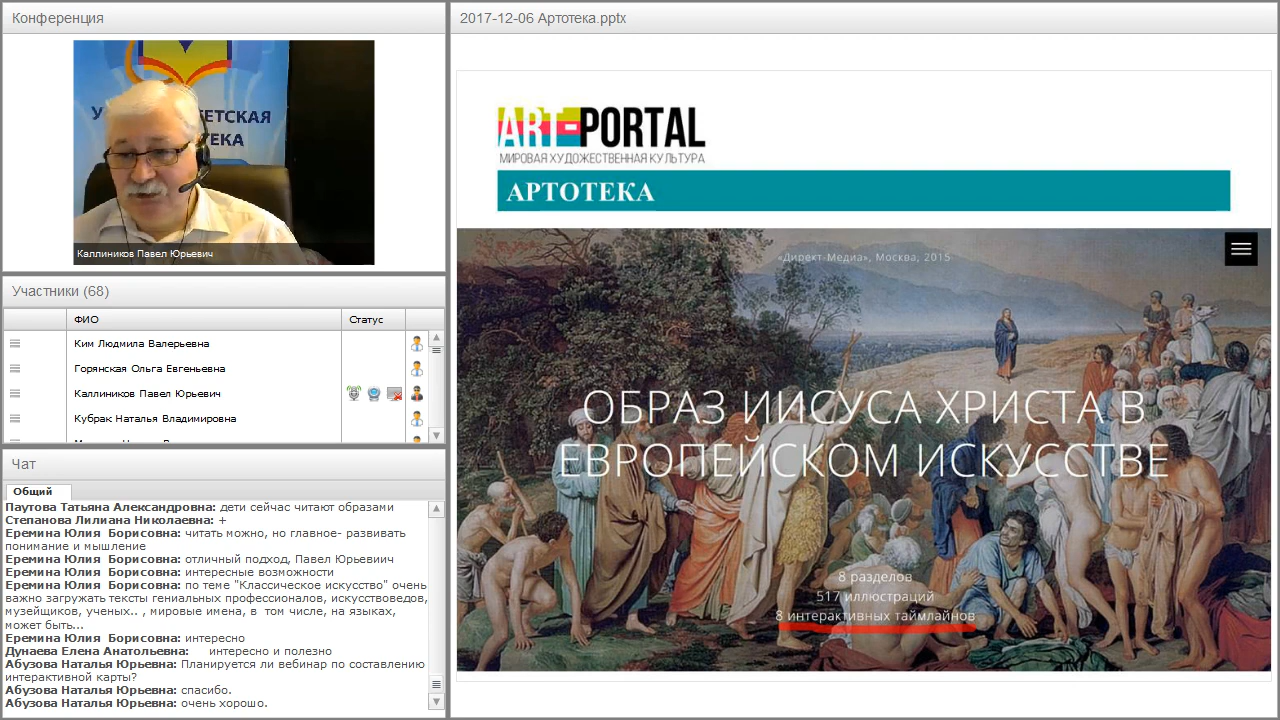 Конференция
У
ЕТСКАЯ
ОТЕКА
Каллиников Павел Юрьевич
Участники (68)
ФИО
Статус
Ким Людмила Валерьевна
Горянская Ольга Евгеньевна
Каллиников Павел Юрьевич
Кубрак Наталья Владимировна
Чат
Общий
Паутова Татьяна Александровна: дети сейчас читают образами
Степанова Лилиана Николаевна: +
Еремина Юлия Борисовна: читать можно, но главное- развивать
понимание и мышление
Еремина Юлия Борисовна: отличный подход, Павел Юрьевиич
Еремина Юлия Борисовна: интересные возможности
Еремина Юлия Борисовна: по теме "Классическое искусство" очень
важно загружать тексты гениальных профессионалов, искусствоведов,
музейщиков, ученых.. , мировые имена, в том числе, на языках,
может быть...
Еремина Юлия Борисовна: интересно
Дунаева Елена Анатольевна: интересно и полезно
Абузова Наталья Юрьевна: Планируется ли вебинар по составлению
интерактивной карты?
Абузова Наталья Юрьевна: спасибо.
Абузова Наталья Юрьевна: очень хорошо.
2017-12-06 Артотека.pptx
ART-PORTAL
МИРОВАЯ ХУДОЖЕСТВЕННАЯ КУЛЬТУРА
АРТОТЕКА
«Директ-Медиа», Москва, 2015
ОБРАЗ ИИСУСА ХРИСТА В
ЕВРОПЕЙСКОМ ИСКУССТВЕ
8 разделов
517 иллюстраций
8 интерактивных таймлайнов